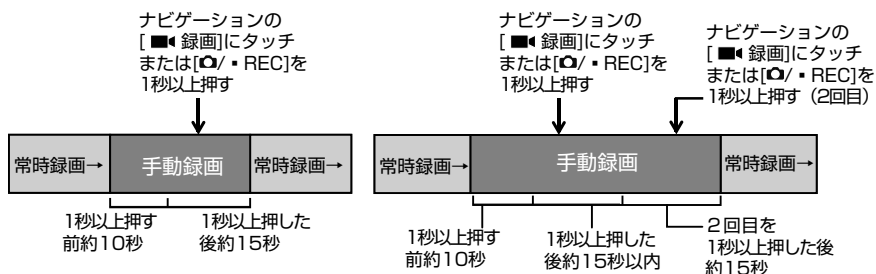 ナビゲーションの
[ ■◀ 録画]にタッチ
または[📷/ ▪ REC]を
1秒以上押す
常時録画→
手動録画
常時録画→
1秒以上押す
前約10秒
1秒以上押した
後約15秒
ナビゲーションの
[ ■◀ 録画]にタッチ
または[📷/ ▪ REC]を
1秒以上押す
ナビゲーションの
[ ■◀ 録画]にタッチ
または[📷/ ▪ REC]を
1秒以上押す（2回目）
常時録画→
手動録画
常時録画→
1秒以上押す
前約10秒
1秒以上押した
後約15秒以内
2回目を
1秒以上押した後
約15秒